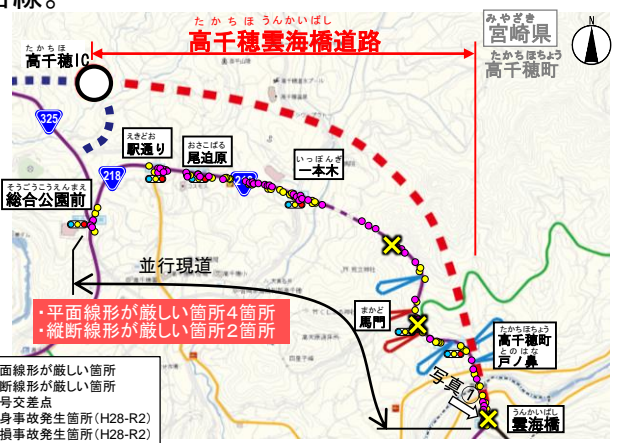 線。
たかちほうんかいばし
高千穂雲海橋道路
みやざき
宮崎県
たかちほちょう
高千穂町
N
たかちほ
高千穂IC
325
えきどお
駅通り
おさこばる
尾迫原
いっぽんぎ
一本木
218
218
そうごうこうえんまえ
総合公園前
並行現道
・平面線形が厳しい箇所4箇所
・縦断線形が厳しい箇所2箇所
まかど
馬門
たかちほちょう
高千穂町
とのはな
戸ノ鼻
写真①
うんかいばし
雲海橋
面線形が厳しい箇所
断線形が厳しい箇所
号交差点
身事故発生箇所(H28-R2)
損事故発生箇所(H28-R2)